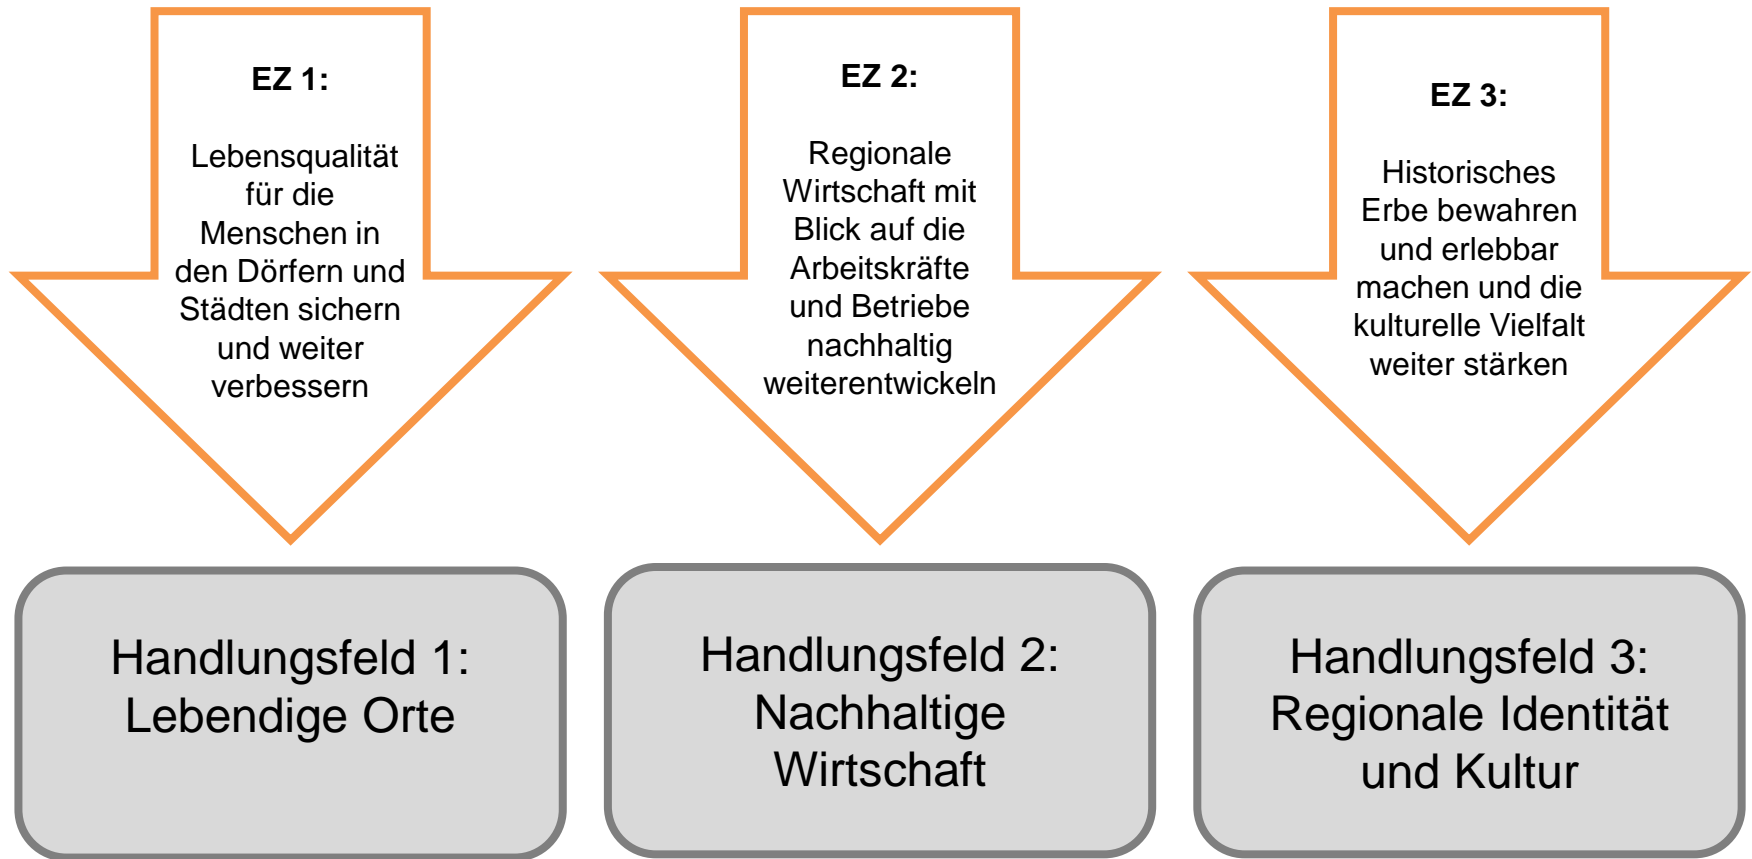 EZ 1:
Lebensqualität
für die
Menschen in
den Dörfern und
Städten sichern
und weiter
verbessern
EZ 2:
Regionale
Wirtschaft mit
Blick auf die
Arbeitskräfte
und Betriebe
nachhaltig
weiterentwickeln
EZ 3:
Historisches
Erbe bewahren
und erlebbar
machen und die
kulturelle Vielfalt
weiter stärken
Handlungsfeld 1:
Lebendige Orte
Handlungsfeld 2:
Nachhaltige
Wirtschaft
Handlungsfeld 3:
Regionale Identität
und Kultur